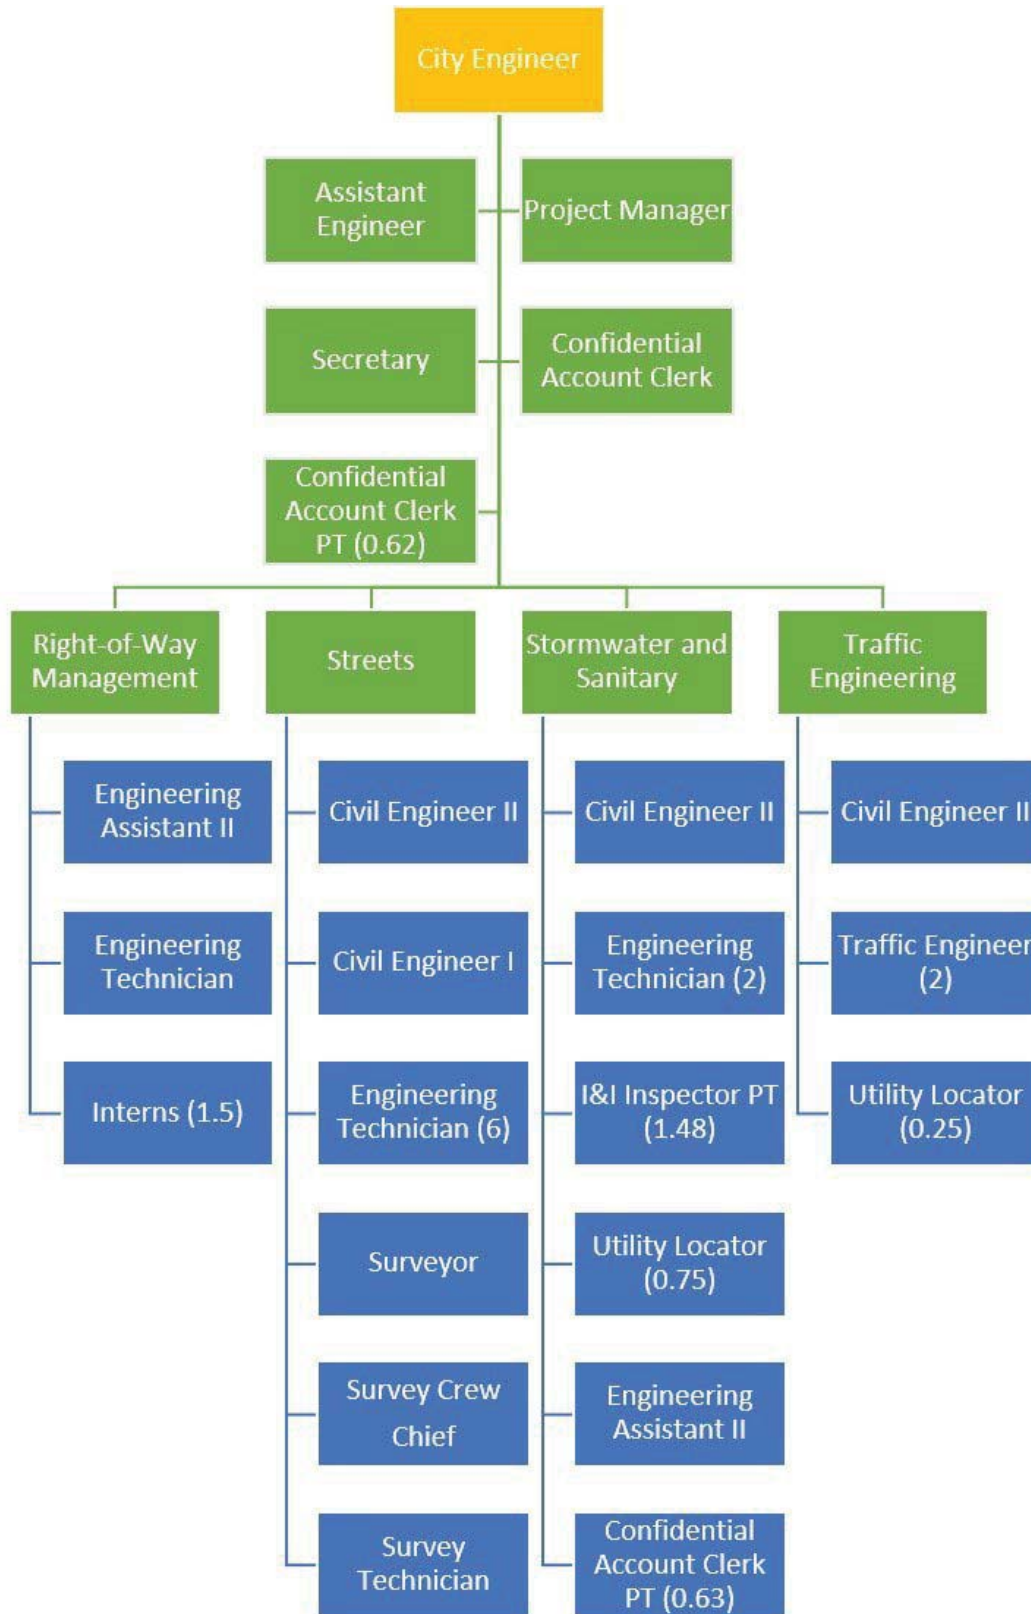 City Engineer
Assistant
Engineer
Project Manager
Secretary
Confidential
Account Clerk
Confidential
Account Clerk
PT (0.62)
Right-of-Way
Management
Streets
Stormwater and
Sanitary
Traffic
Engineering
Engineering
Assistant II
Engineering
Technician
Interns (1.5)
Civil Engineer II
Civil Engineer I
Engineering
Technician (6)
Surveyor
Survey Crew
Chief
Survey
Technician
Civil Engineer II
Engineering
Technician (2)
I&I Inspector PT
(1.48)
Utility Locator
(0.75)
Engineering
Assistant II
Confidential
Account Clerk
PT (0.63)
Civil Engineer II
Traffic Engineer
(2)
Utility Locator
(0.25)